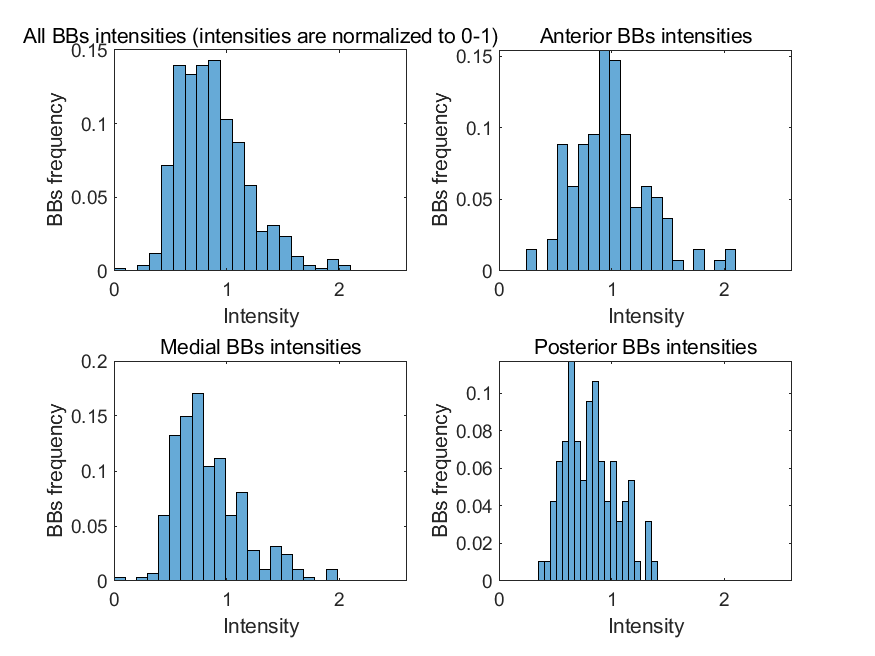 All BBs intensities (intensities are normalized to 0-1)
0.15
0.1
0.05
0
BBs frequency
0 1 2
Intensity
Anterior BBs intensities
0.15
0.1
0.05
0
BBs frequency
0 1 2
Intensity
Medial BBs intensities
0.2
0.15
0.1
0.05
0
BBs frequency
0 1 2
Intensity
Posterior BBs intensities
0.1
0.08
0.06
0.04
0.02
0
BBs frequency
0 1 2
Intensity